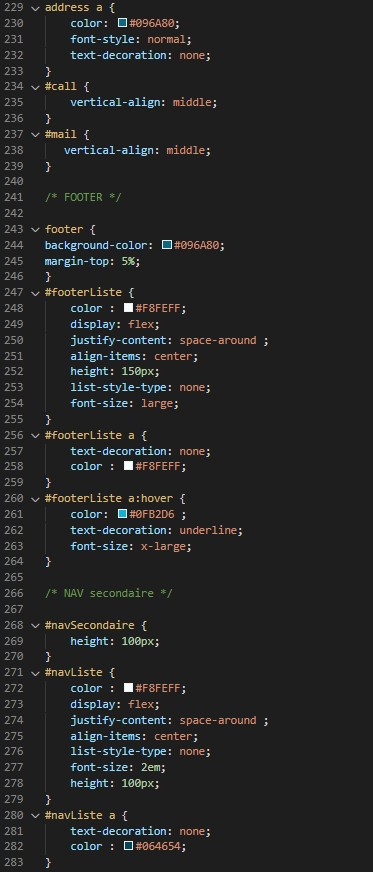 229 address a {
230 color: #096A80;
231 font-style: normal;
232 text-decoration: none;
233 }
234 #call {
235 vertical-align: middle;
236 }
237 #mail {
238 vertical-align: middle;
239 }
240
241 /* FOOTER */
242
243 footer {
244 background-color: #096A80;
245 margin-top: 5%;
246 }
247 #footerListe {
248 color : #F8FEFF;
249 display: flex;
250 justify-content: space-around ;
251 align-items: center;
252 height: 150px;
253 list-style-type: none;
254 font-size: large;
255 }
256 #footerListe a {
257 text-decoration: none;
258 color : #F8FEFF;
259 }
260 #footerListe a:hover {
261 color: #0FB2D6 ;
262 text-decoration: underline;
263 font-size: x-large;
264 }
265
266 /* NAV secondaire */
267
268 #navSecondaire {
269 height: 100px;
270 }
271 #navListe {
272 color : #F8FEFF;
273 display: flex;
274 justify-content: space-around ;
275 align-items: center;
276 list-style-type: none;
277 font-size: 2em;
278 height: 100px;
279 }
280 #navListe a {
281 text-decoration: none;
282 color : #064654;
283 }